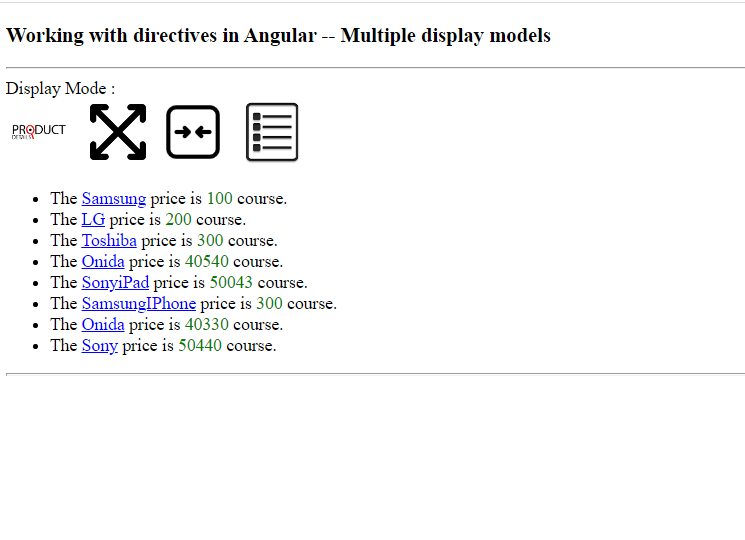 Working with directives in Angular -- Multiple display models
Display Mode :
PRODUCT
DETAILS
The Samsung price is 100 course.
The LG price is 200 course.
The Toshiba price is 300 course.
The Onida price is 40540 course.
The SonyiPad price is 50043 course.
The SamsungIPhone price is 300 course.
The Onida price is 40330 course.
The Sony price is 50440 course.